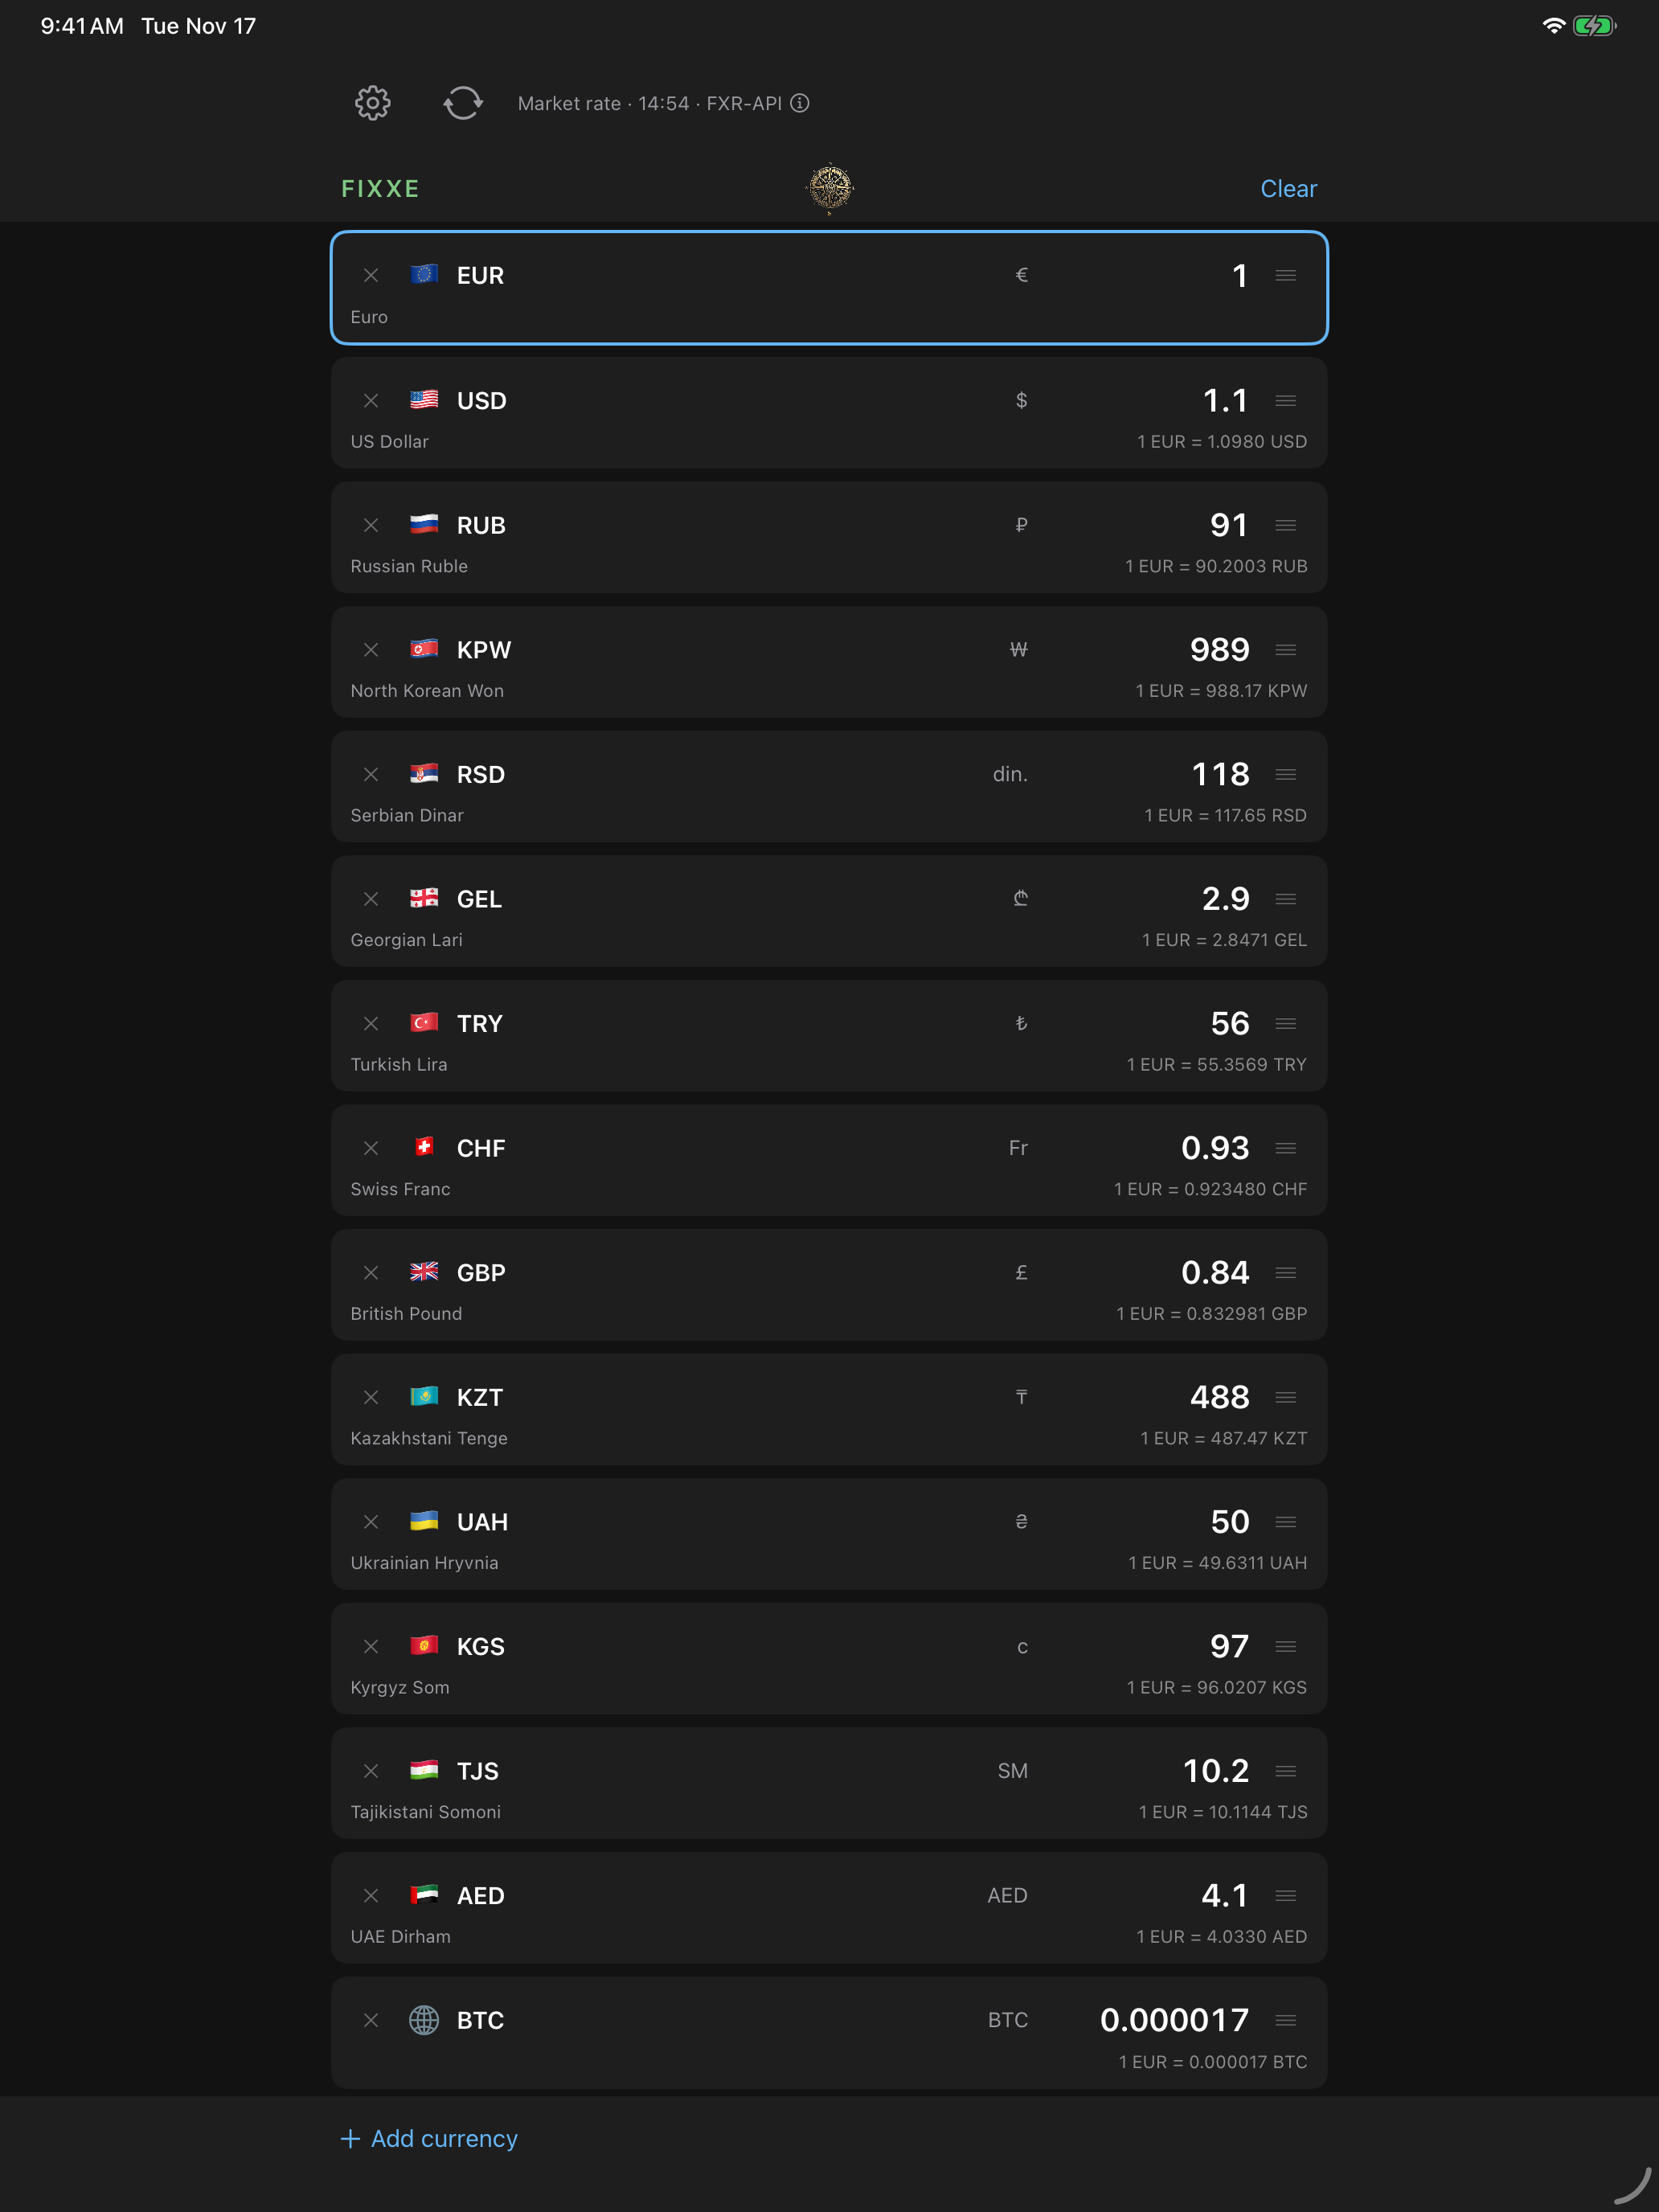 9:41 AM Tue Nov 17
Market rate · 14:54 · FXR-API
FIXXE Clear
EUR € 1
Euro
USD $ 1.1
US Dollar 1 EUR = 1.0980 USD
RUB ₽ 91
Russian Ruble 1 EUR = 90.2003 RUB
KPW ₩ 989
North Korean Won 1 EUR = 988.17 KPW
RSD din. 118
Serbian Dinar 1 EUR = 117.65 RSD
GEL ₾ 2.9
Georgian Lari 1 EUR = 2.8471 GEL
TRY ₺ 56
Turkish Lira 1 EUR = 55.3569 TRY
CHF Fr 0.93
Swiss Franc 1 EUR = 0.923480 CHF
GBP £ 0.84
British Pound 1 EUR = 0.832981 GBP
KZT ₸ 488
Kazakhstani Tenge 1 EUR = 487.47 KZT
UAH ₴ 50
Ukrainian Hryvnia 1 EUR = 49.6311 UAH
KGS с 97
Kyrgyz Som 1 EUR = 96.0207 KGS
TJS SM 10.2
Tajikistani Somoni 1 EUR = 10.1144 TJS
AED AED 4.1
UAE Dirham 1 EUR = 4.0330 AED
BTC BTC 0.000017
1 EUR = 0.000017 BTC
+ Add currency